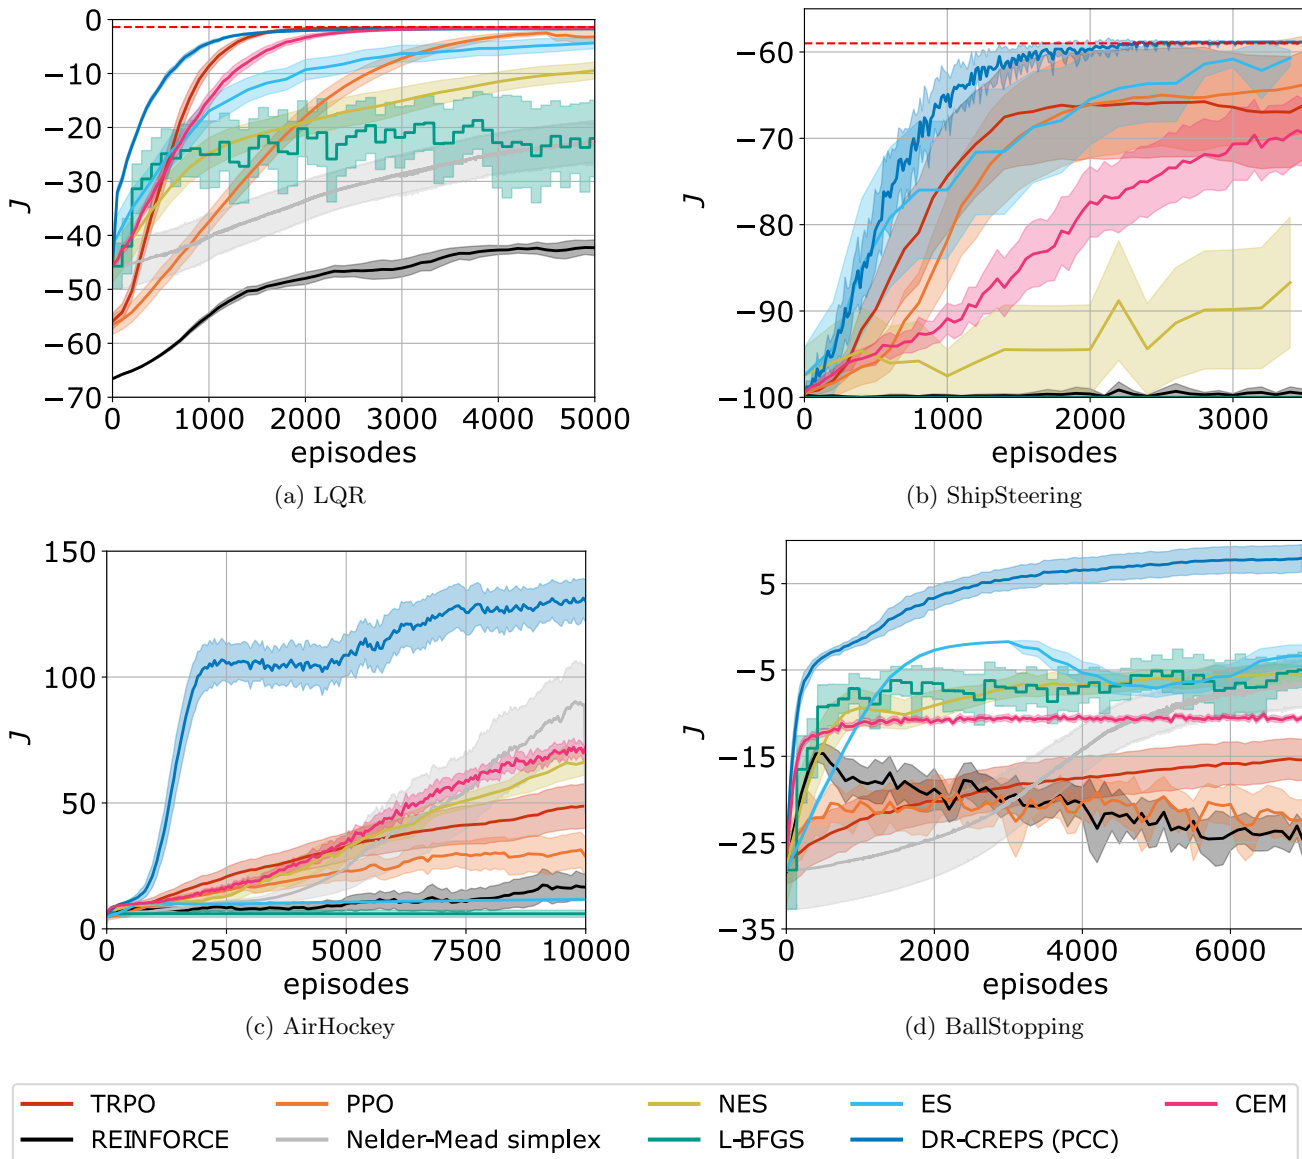 0
−10
−20
−30
−40
−50
−60
−70
J
0 1000 2000 3000 4000 5000
episodes
(a) LQR
−60
−70
−80
−90
−100
J
0 1000 2000 3000
episodes
(b) ShipSteering
150
100
50
0
J
0 2500 5000 7500 10000
episodes
(c) AirHockey
5
−5
−15
−25
−35
J
0 2000 4000 6000
episodes
(d) BallStopping
TRPO PPO NES ES CEM
REINFORCE Nelder-Mead simplex L-BFGS DR-CREPS (PCC)